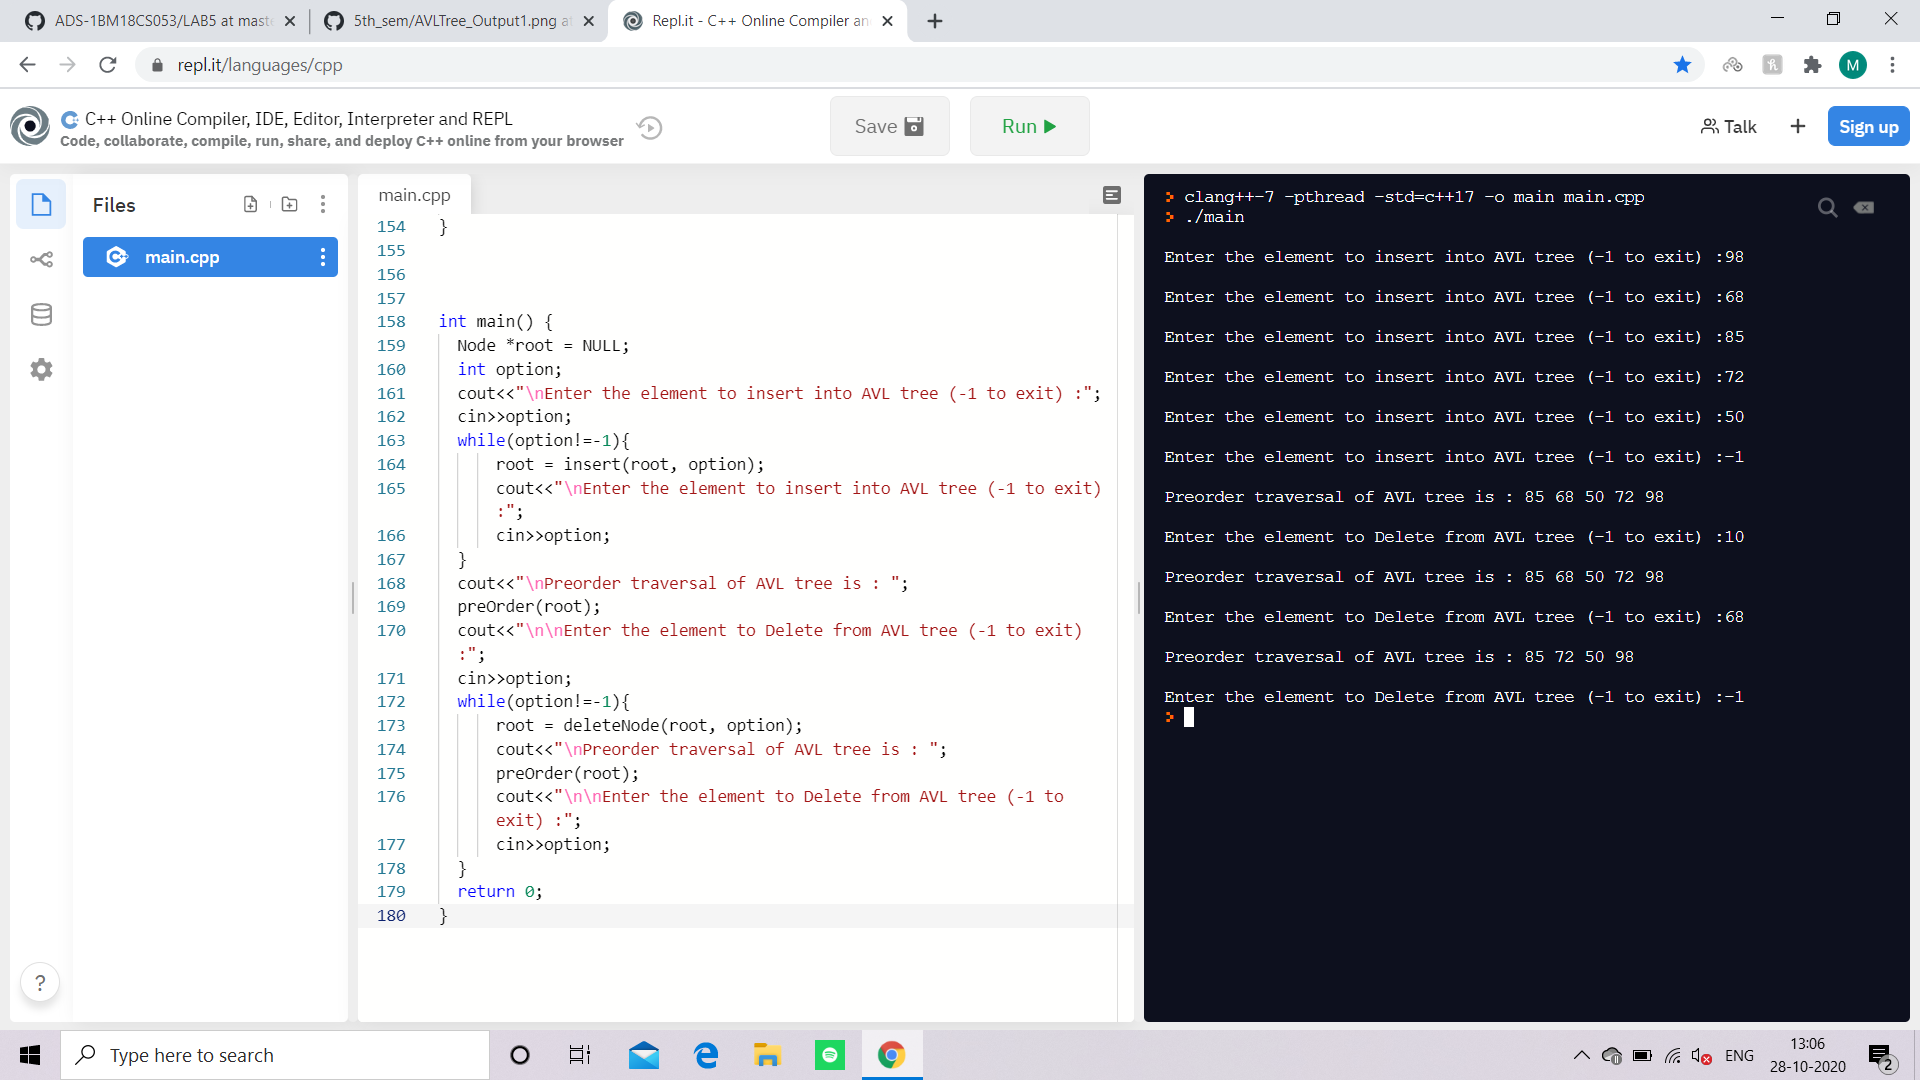 ADS-1BM18CS053/LAB5 at maste
5th_sem/AVLTree_Output1.png at
Repl.it - C++ Online Compiler an
repl.it/languages/cpp
M
C++ Online Compiler, IDE, Editor, Interpreter and REPL
Code, collaborate, compile, run, share, and deploy C++ online from your browser
Save
Run
Talk
Sign up
Files
main.cpp
main.cpp
154 }
155
156
157
158 int main() {
159 Node *root = NULL;
160 int option;
161 cout<<"\nEnter the element to insert into AVL tree (-1 to exit) :";
162 cin>>option;
163 while(option!=-1){
164 root = insert(root, option);
165 cout<<"\nEnter the element to insert into AVL tree (-1 to exit)
:";
166 cin>>option;
167 }
168 cout<<"\nPreorder traversal of AVL tree is : ";
169 preOrder(root);
170 cout<<"\n\nEnter the element to Delete from AVL tree (-1 to exit)
:";
171 cin>>option;
172 while(option!=-1){
173 root = deleteNode(root, option);
174 cout<<"\nPreorder traversal of AVL tree is : ";
175 preOrder(root);
176 cout<<"\n\nEnter the element to Delete from AVL tree (-1 to
exit) :";
177 cin>>option;
178 }
179 return 0;
180 }
clang++-7 -pthread -std=c++17 -o main main.cpp
./main
Enter the element to insert into AVL tree (-1 to exit) :98
Enter the element to insert into AVL tree (-1 to exit) :68
Enter the element to insert into AVL tree (-1 to exit) :85
Enter the element to insert into AVL tree (-1 to exit) :72
Enter the element to insert into AVL tree (-1 to exit) :50
Enter the element to insert into AVL tree (-1 to exit) :-1
Preorder traversal of AVL tree is : 85 68 50 72 98
Enter the element to Delete from AVL tree (-1 to exit) :10
Preorder traversal of AVL tree is : 85 68 50 72 98
Enter the element to Delete from AVL tree (-1 to exit) :68
Preorder traversal of AVL tree is : 85 72 50 98
Enter the element to Delete from AVL tree (-1 to exit) :-1
?
Type here to search
ENG
13:06
28-10-2020
2